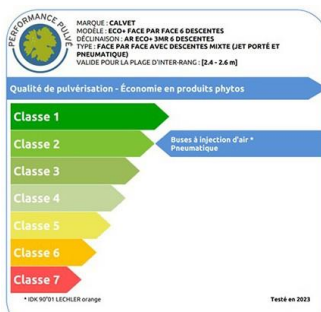 PERFORMANCE PULVÉ
MARQUE : CALVET
MODÈLE : ECO+ FACE PAR FACE 6 DESCENTES
DÉCLINAISON : AR ECO+ 3MR 6 DESCENTES
TYPE : FACE PAR FACE AVEC DESCENTES MIXTE (JET PORTÉ ET
PNEUMATIQUE)
VALIDE POUR LA PLAGE D'INTER-RANG : [2.4 - 2.6 m]
Qualité de pulvérisation - Économie en produits phytos
Classe 1
Classe 2
Buses à injection d'air *
Pneumatique
Classe 3
Classe 4
Classe 5
Classe 6
Classe 7
* IDK 90°01 LECHLER orange
Testé en 2023